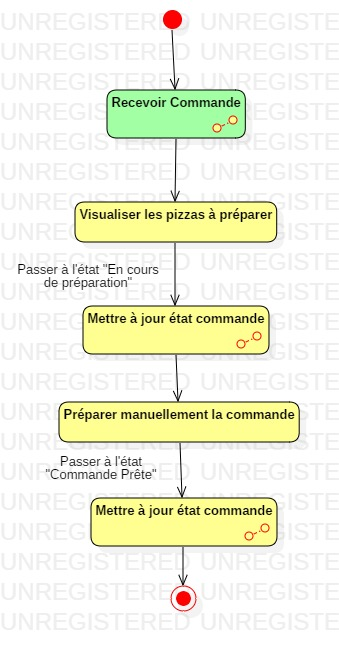 Recevoir Commande
Visualiser les pizzas à préparer
Passer à l'état "En cours
de préparation"
Mettre à jour état commande
Préparer manuellement la commande
Passer à l'état
"Commande Prête"
Mettre à jour état commande
UNREGISTERED